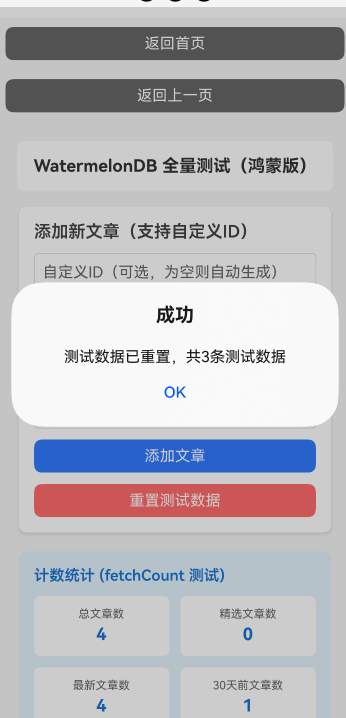 返回首页
返回上一页
WatermelonDB 全量测试（鸿蒙版）
添加新文章（支持自定义ID）
自定义ID（可选，为空则自动生成）
成功
测试数据已重置，共3条测试数据
OK
添加文章
重置测试数据
计数统计 (fetchCount 测试)
总文章数 精选文章数
4 0
最新文章数 30天前文章数
4 1